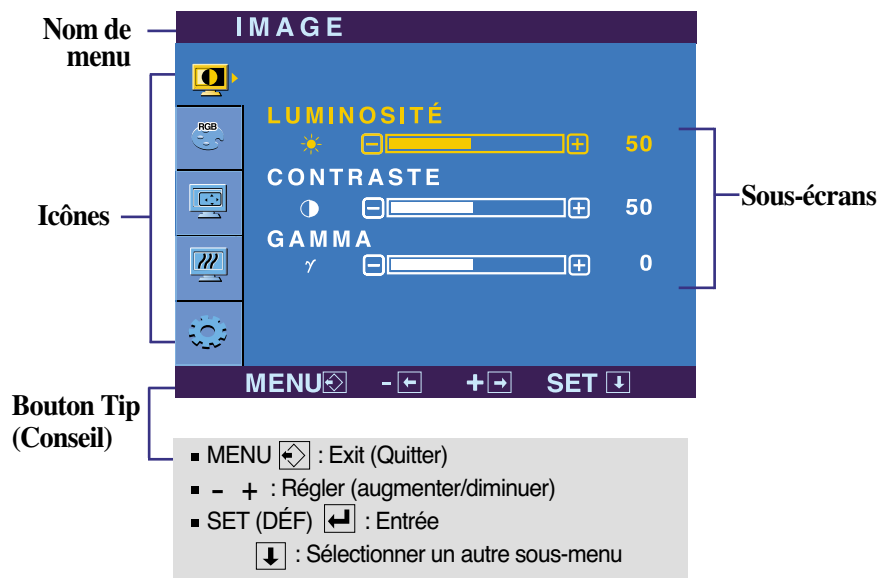 Nom de
menu
IMAGE
RGB
LUMINOSITÉ
50
CONTRASTE
50
GAMMA
γ
0
Icônes
Sous-écrans
MENU - + SET
Bouton Tip
(Conseil)
MENU : Exit (Quitter)
- + : Régler (augmenter/diminuer)
SET (DÉF) : Entrée
: Sélectionner un autre sous-menu